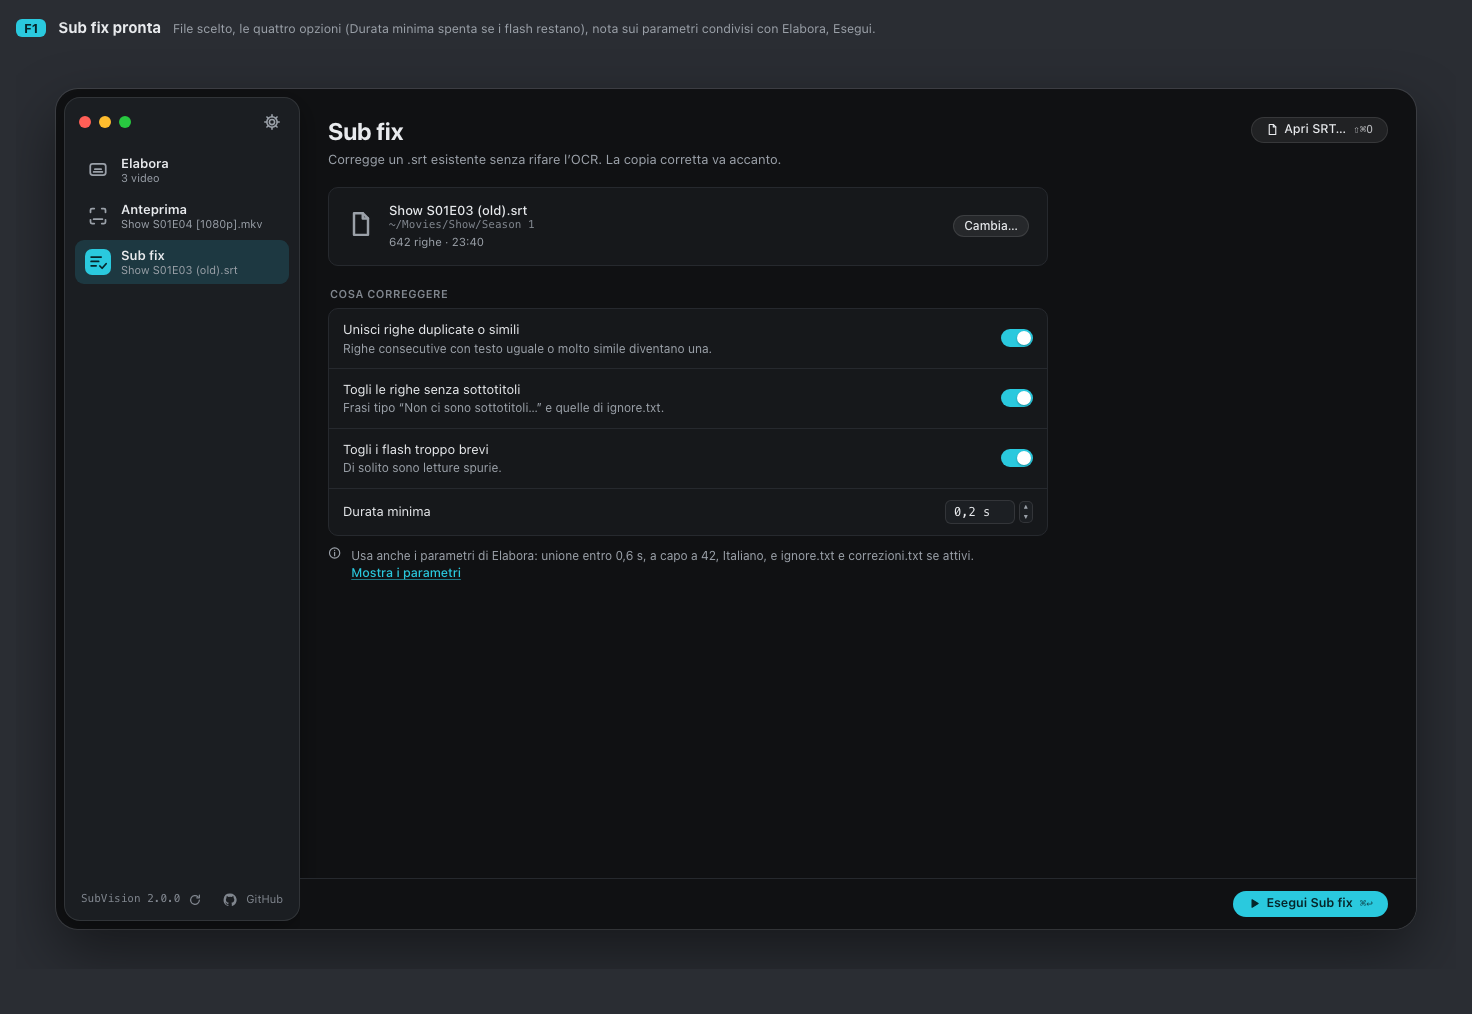 F1 Sub fix pronta File scelto, le quattro opzioni (Durata minima spenta se i flash restano), nota sui parametri condivisi con Elabora, Esegui.
Elabora
3 video
Anteprima
Show S01E04 [1080p].mkv
Sub fix
Show S01E03 (old).srt
SubVision 2.0.0 GitHub
Sub fix
Corregge un .srt esistente senza rifare l'OCR. La copia corretta va accanto.
Apri SRT... ⇧⌘O
Show S01E03 (old).srt
~/Movies/Show/Season 1
642 righe · 23:40
Cambia...
COSA CORREGGERE
Unisci righe duplicate o simili
Righe consecutive con testo uguale o molto simile diventano una.
Togli le righe senza sottotitoli
Frasi tipo “Non ci sono sottotitoli...” e quelle di ignore.txt.
Togli i flash troppo brevi
Di solito sono letture spurie.
Durata minima 0,2 s
Usa anche i parametri di Elabora: unione entro 0,6 s, a capo a 42, Italiano, e ignore.txt e correzioni.txt se attivi.
Mostra i parametri
Esegui Sub fix ⌘↩